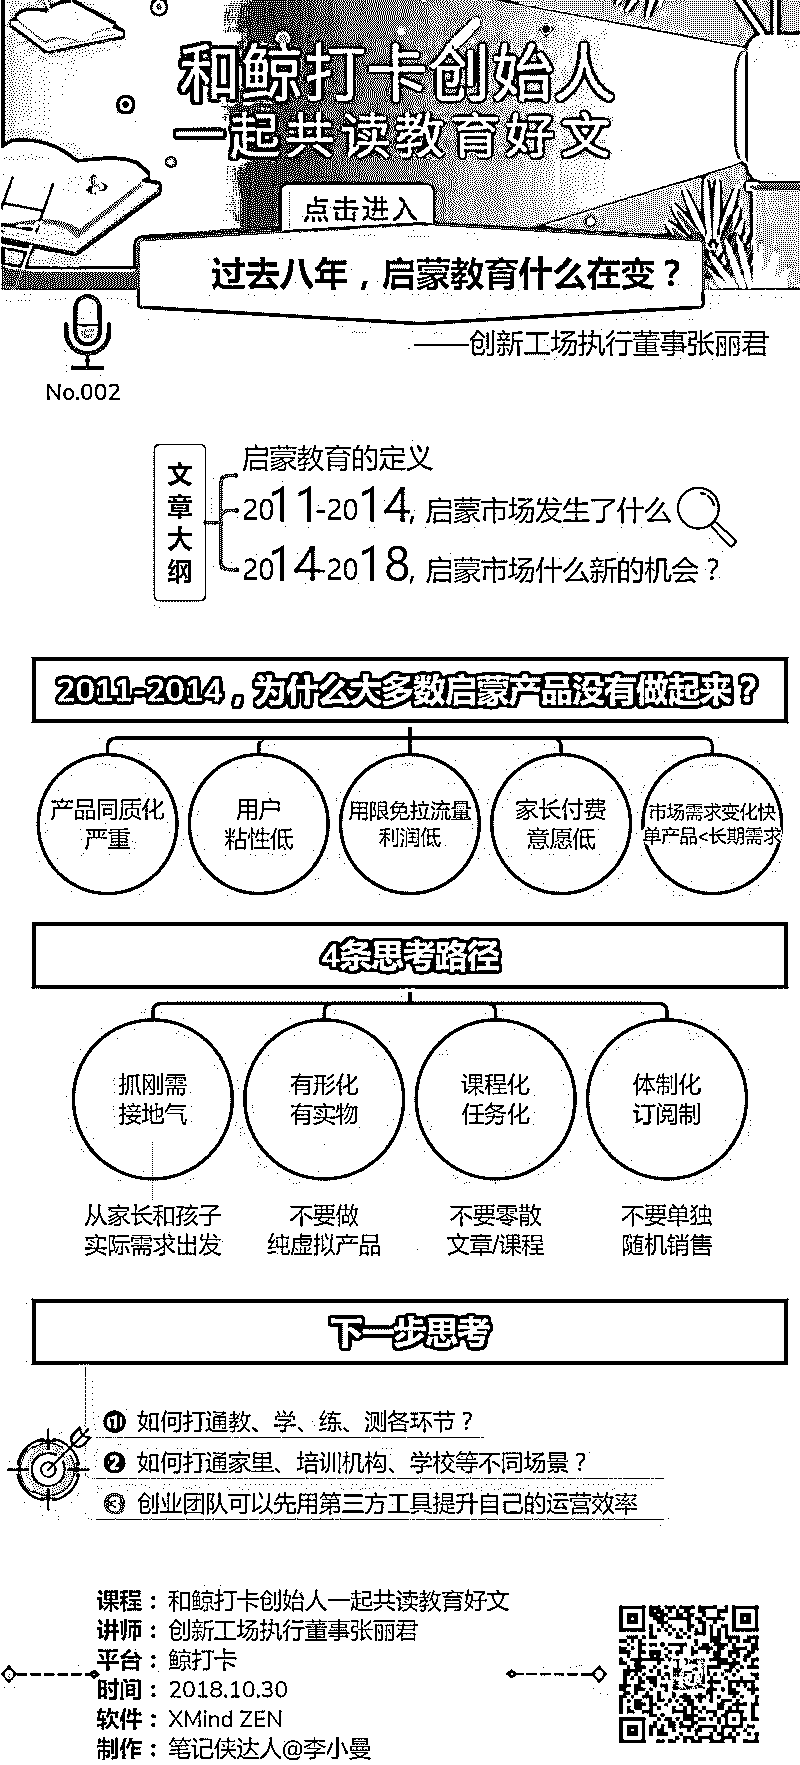 和鲸打卡创始人
一起共读教育好文
点击进入
过去八年，启蒙教育什么在变？
——创新工场执行董事张丽君
No.002
文章大纲
启蒙教育的定义
2011-2014, 启蒙市场发生了什么
2014-2018, 启蒙市场什么新的机会？
2011-2014，为什么大多数启蒙产品没有做起来？
产品同质化
严重
用户
粘性低
用限免拉流量
利润低
家长付费
意愿低
市场需求变化快
单产品<长期需求
4条思考路径
抓刚需
接地气
有形化
有实物
课程化
任务化
体制化
订阅制
从家长和孩子
实际需求出发
不要做
纯虚拟产品
不要零散
文章/课程
不要单独
随机销售
下一步思考
1 如何打通教、学、练、测各环节？
2 如何打通家里、培训机构、学校等不同场景？
3 创业团队可以先用第三方工具提升自己的运营效率
课程：和鲸打卡创始人一起共读教育好文
讲师：创新工场执行董事张丽君
平台：鲸打卡
时间：2018.10.30
软件：XMind ZEN
制作：笔记侠达人@李小曼